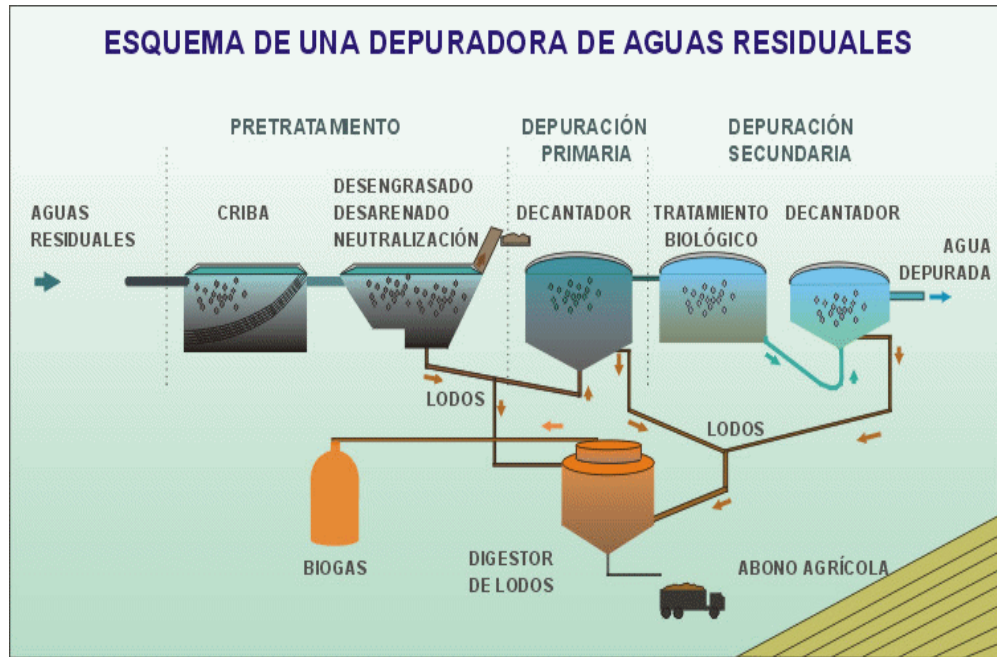 ESQUEMA DE UNA DEPURADORA DE AGUAS RESIDUALES
PRETRATAMIENTO
DEPURACIÓN
PRIMARIA
DEPURACIÓN
SECUNDARIA
AGUAS
RESIDUALES
CRIBA
DESENGRASADO
DESARENADO
NEUTRALIZACIÓN
DECANTADOR
TRATAMIENTO
BIOLÓGICO
DECANTADOR
AGUA
DEPURADA
LODOS
LODOS
BIOGAS
DIGESTOR
DE LODOS
ABONO AGRÍCOLA